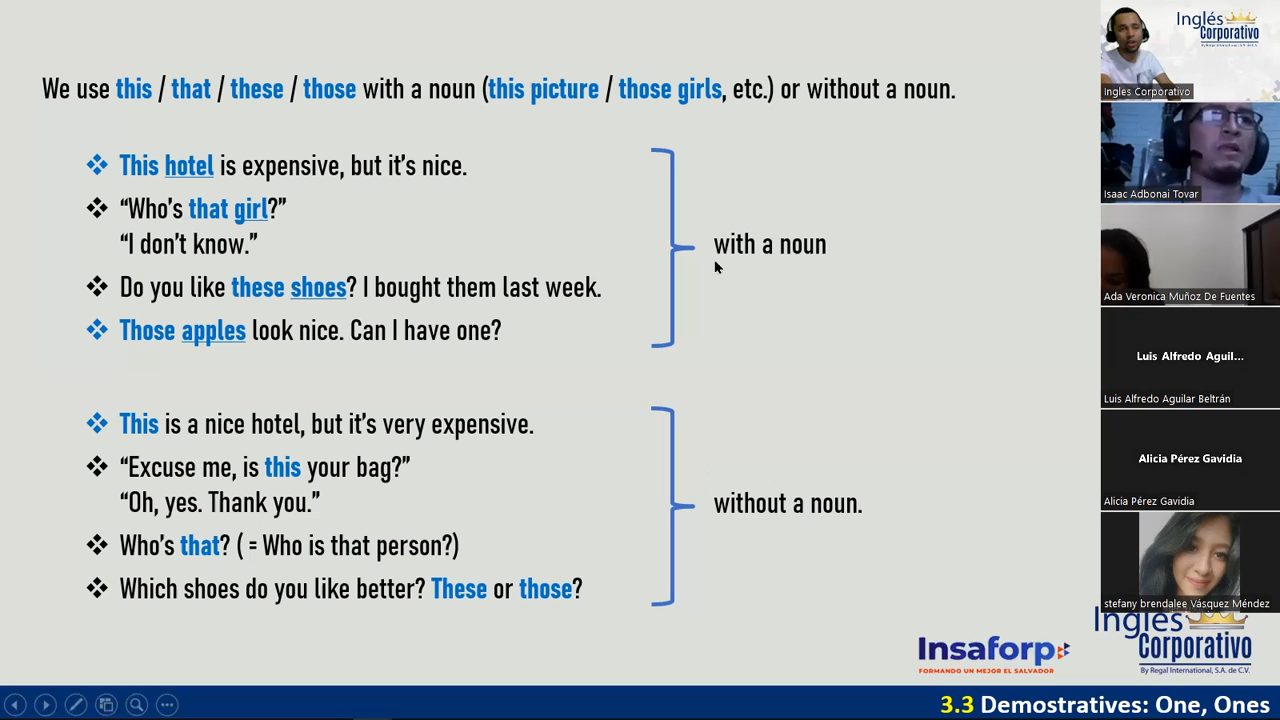 We use this / that / these / those with a noun (this picture / those girls, etc.) or without a noun.
This hotel is expensive, but it's nice.
“Who's that girl?”
“I don't know.”
Do you like these shoes? I bought them last week.
Those apples look nice. Can I have one?
with a noun
This is a nice hotel, but it's very expensive.
“Excuse me, is this your bag?”
“Oh, yes. Thank you.”
Who's that? ( = Who is that person?)
Which shoes do you like better? These or those?
without a noun.
Insaforp
FORMANDO UN MEJOR EL SALVADOR
Inglés
Corporativo
By Regal International, S.A. de C.V.
3.3 Demostratives: One, Ones
Inglés
Corporativo
By Regal International, S.A. de C.V.
Ingles Corporativo
Isaac Adbonai Tovar
Ada Veronica Muñoz De Fuentes
Luis Alfredo Aguil...
Luis Alfredo Aguilar Beltrán
Alicia Pérez Gavidia
Alicia Pérez Gavidia
stefany brendalee Vásquez Méndez